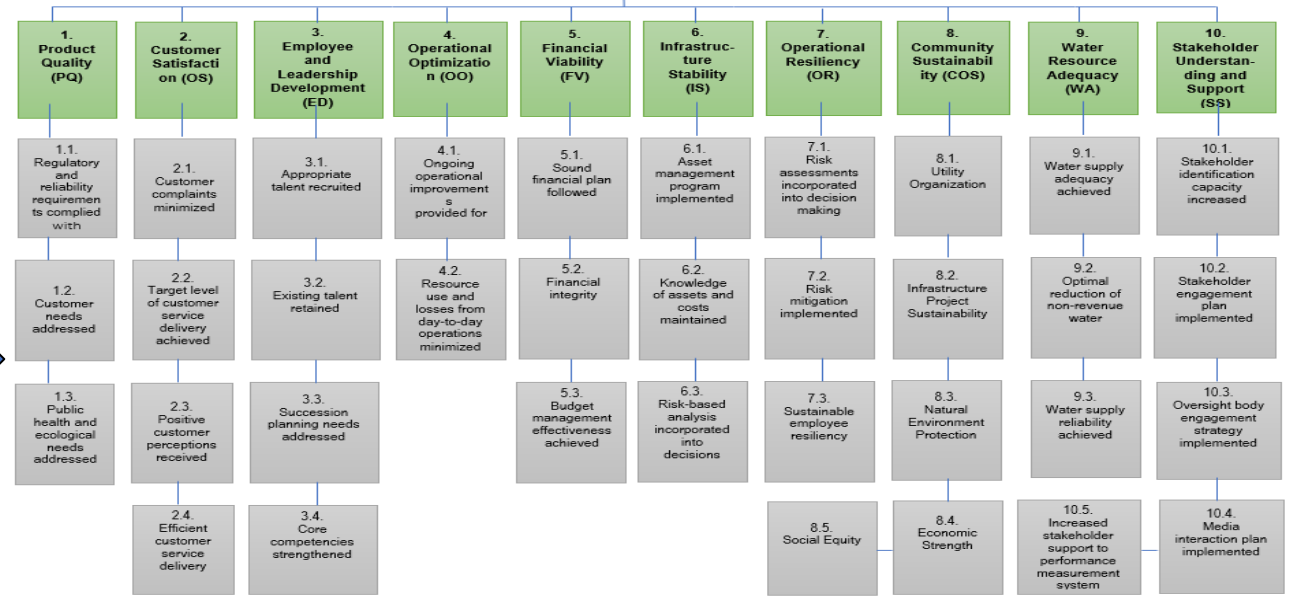 1.
Product
Quality
(PQ)
2.
Customer
Satisfacti
on (OS)
3.
Employee
and
Leadership
Development
(ED)
4.
Operational
Optimizatio
n (OO)
5.
Financial
Viability
(FV)
6.
Infrastruc-
ture
Stability
(IS)
7.
Operational
Resiliency
(OR)
8.
Community
Sustainabil
ity (COS)
9.
Water
Resource
Adequacy
(WA)
10.
Stakeholder
Understan-
ding and
Support
(SS)
1.1.
Regulatory
and
reliability
requiremen
ts complied
with
2.1.
Customer
complaints
minimized
3.1.
Appropriate
talent recruited
4.1.
Ongoing
operational
improvement
s
provided for
5.1.
Sound
financial plan
followed
6.1.
Asset
management
program
implemented
7.1.
Risk
assessments
incorporated
into decision
making
8.1.
Utility
Organization
9.1.
Water supply
adequacy
achieved
10.1.
Stakeholder
identification
capacity
increased
1.2.
Customer
needs
addressed
2.2.
Target level
of customer
service
delivery
achieved
3.2.
Existing talent
retained
4.2.
Resource
use and
losses from
day-to-day
operations
minimized
5.2.
Financial
integrity
6.2.
Knowledge
of assets and
costs
maintained
7.2.
Risk
mitigation
implemented
8.2.
Infrastructure
Project
Sustainability
9.2.
Optimal
reduction of
non-revenue
water
10.2.
Stakeholder
engagement
plan
implemented
1.3.
Public
health and
ecological
needs
addressed
2.3.
Positive
customer
perceptions
received
3.3.
Succession
planning needs
addressed
5.3.
Budget
management
effectiveness
achieved
6.3.
Risk-based
analysis
incorporated
into
decisions
7.3.
Sustainable
employee
resiliency
8.3.
Natural
Environment
Protection
9.3.
Water supply
reliability
achieved
10.3.
Oversight body
engagement
strategy
implemented
2.4.
Efficient
customer
service
delivery
3.4.
Core
competencies
strengthened
8.5.
Social Equity
8.4.
Economic
Strength
10.5.
Increased
stakeholder
support to
performance
measurement
system
10.4.
Media
interaction plan
implemented